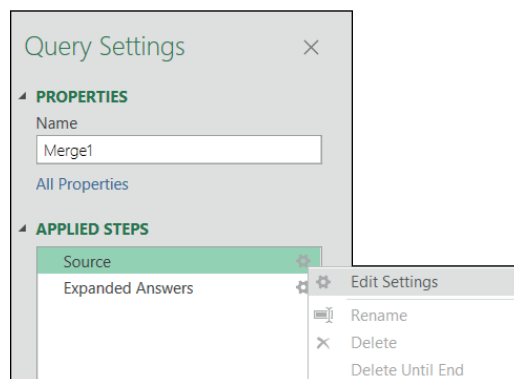 Query Settings
PROPERTIES
Name
Merge1
All Properties
APPLIED STEPS
Source
Expanded Answers
Edit Settings
Rename
Delete
Delete Until End